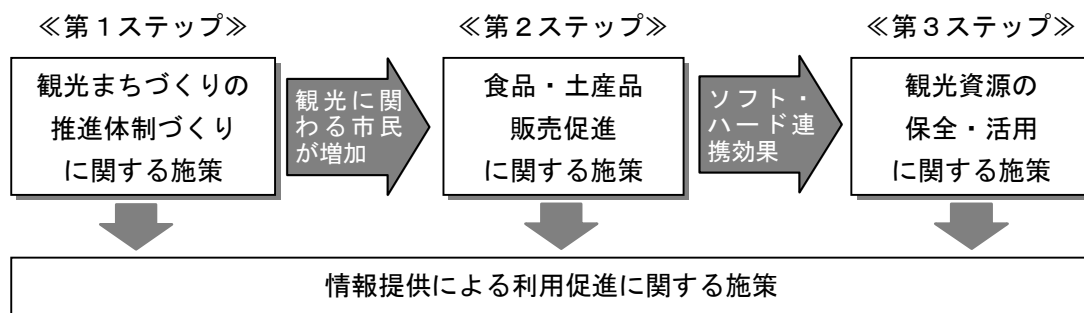 ≪第1ステップ≫
観光まちづくりの
推進体制づくり
に関する施策
観光に関
わる市民
が増加
≪第2ステップ≫
食品・土産品
販売促進
に関する施策
ソフト・
ハード連
携効果
≪第3ステップ≫
観光資源の
保全・活用
に関する施策
情報提供による利用促進に関する施策